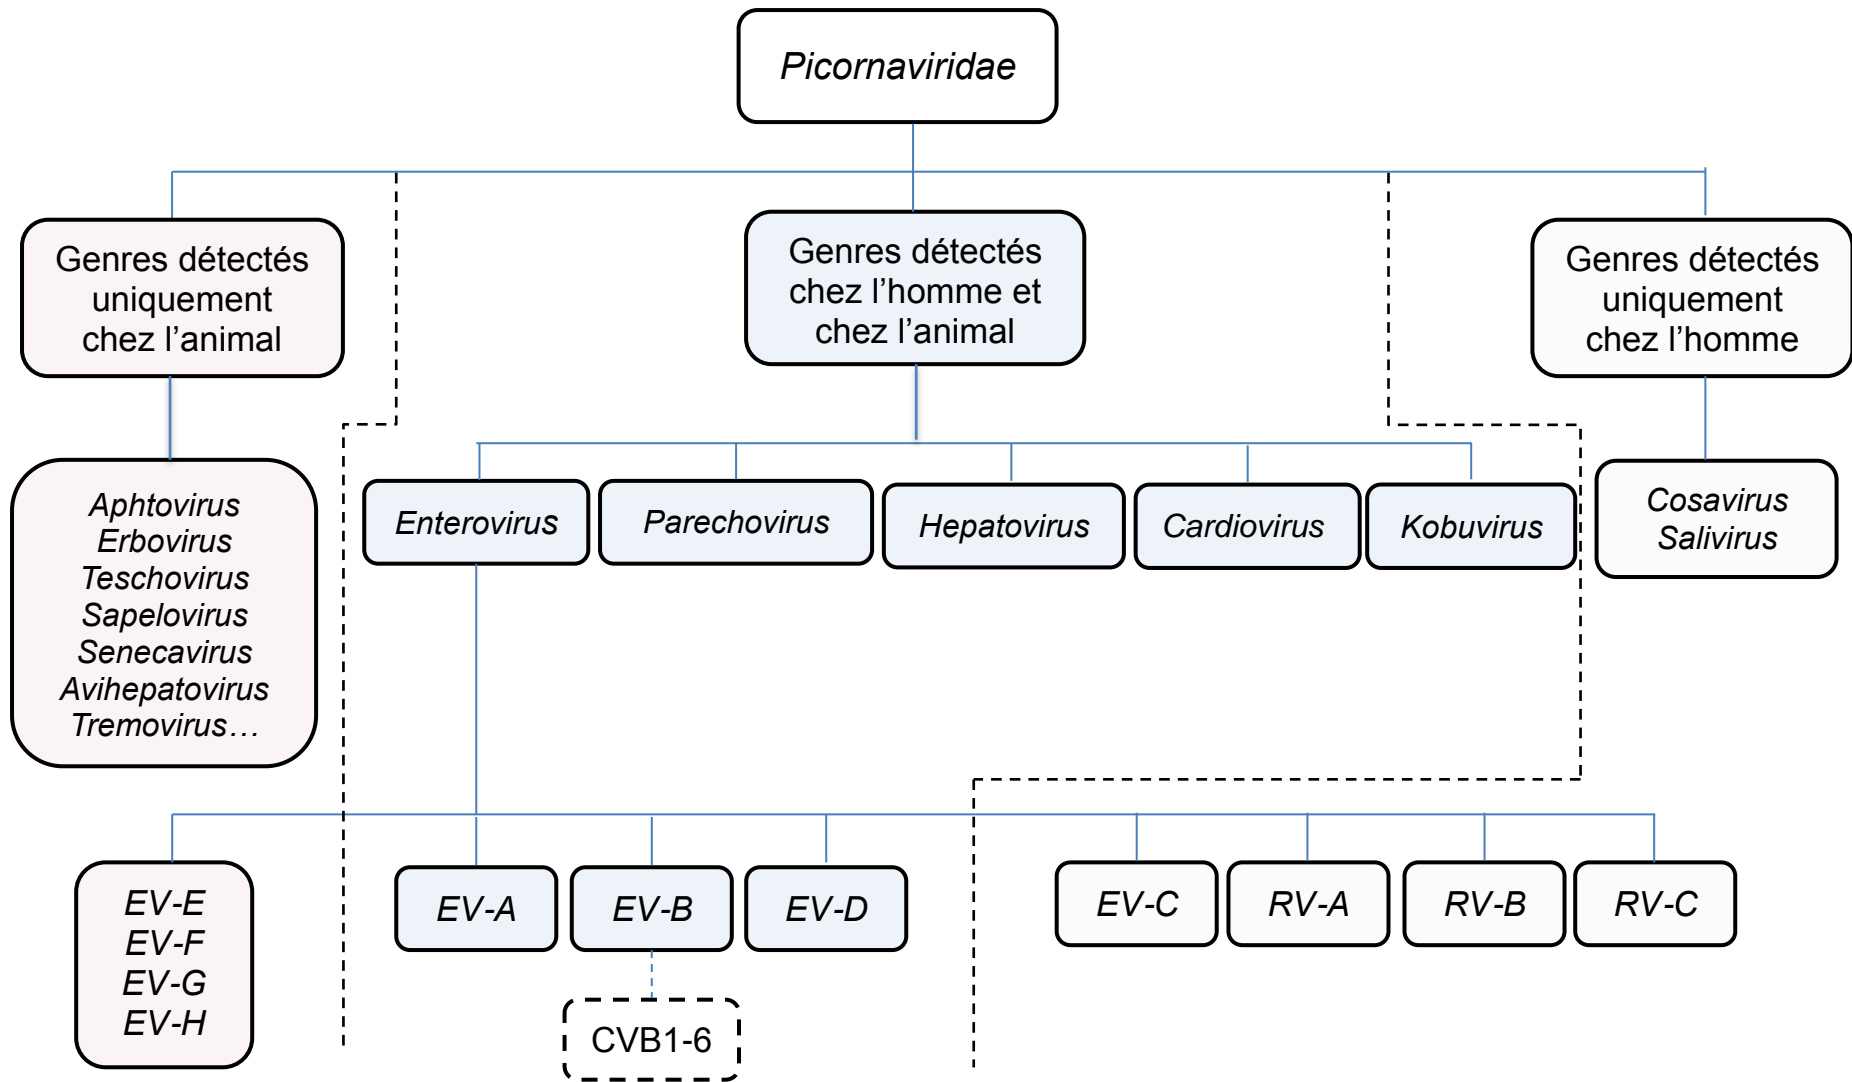 Picornaviridae
Genres détectés
uniquement
chez l’animal
Genres détectés
chez l’homme et
chez l’animal
Genres détectés
uniquement
chez l’homme
Aphtovirus
Erbovirus
Teschovirus
Sapelovirus
Senecavirus
Avihepatovirus
Tremovirus…
Enterovirus
Parechovirus
Hepatovirus
Cardiovirus
Kobuvirus
Cosavirus
Salivirus
EV-E
EV-F
EV-G
EV-H
EV-A
EV-B
EV-D
EV-C
RV-A
RV-B
RV-C
CVB1-6